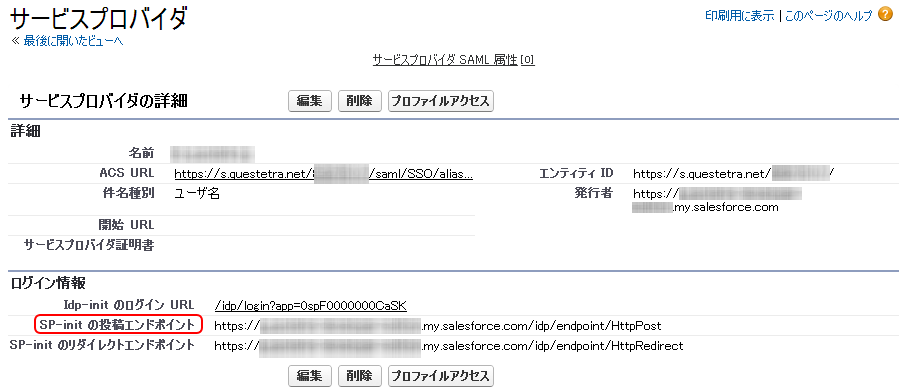 サービスプロバイダ
印刷用に表示 | このページのヘルプ ?
≪ 最後に開いたビューへ
サービスプロバイダ SAML 属性 [0]
サービスプロバイダの詳細 編集 削除 プロファイルアクセス
詳細
名前
ACS URL https://s.questetra.net/ /saml/SSO/alias... エンティティ ID https://s.questetra.net/ /
件名種別 ユーザ名 発行者 https://
.my.salesforce.com
開始 URL
サービスプロバイダ証明書
ログイン情報
Idp-init のログイン URL /idp/login?app=0spF0000000CaSK
SP-init の投稿エンドポイント https:// .my.salesforce.com/idp/endpoint/HttpPost
SP-init のリダイレクトエンドポイント https:// .my.salesforce.com/idp/endpoint/HttpRedirect
編集 削除 プロファイルアクセス